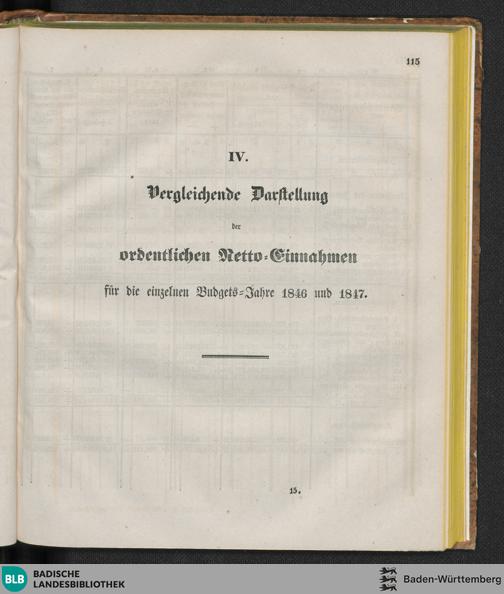 115
IV.
Vergleichende Darstellung
der
ordentlichen Netto-Einnahmen
für die einzelnen Budgets-Jahre 1846 und 1847.
15.
BLB BADISCHE
LANDESBIBLIOTHEK
Baden-Württemberg